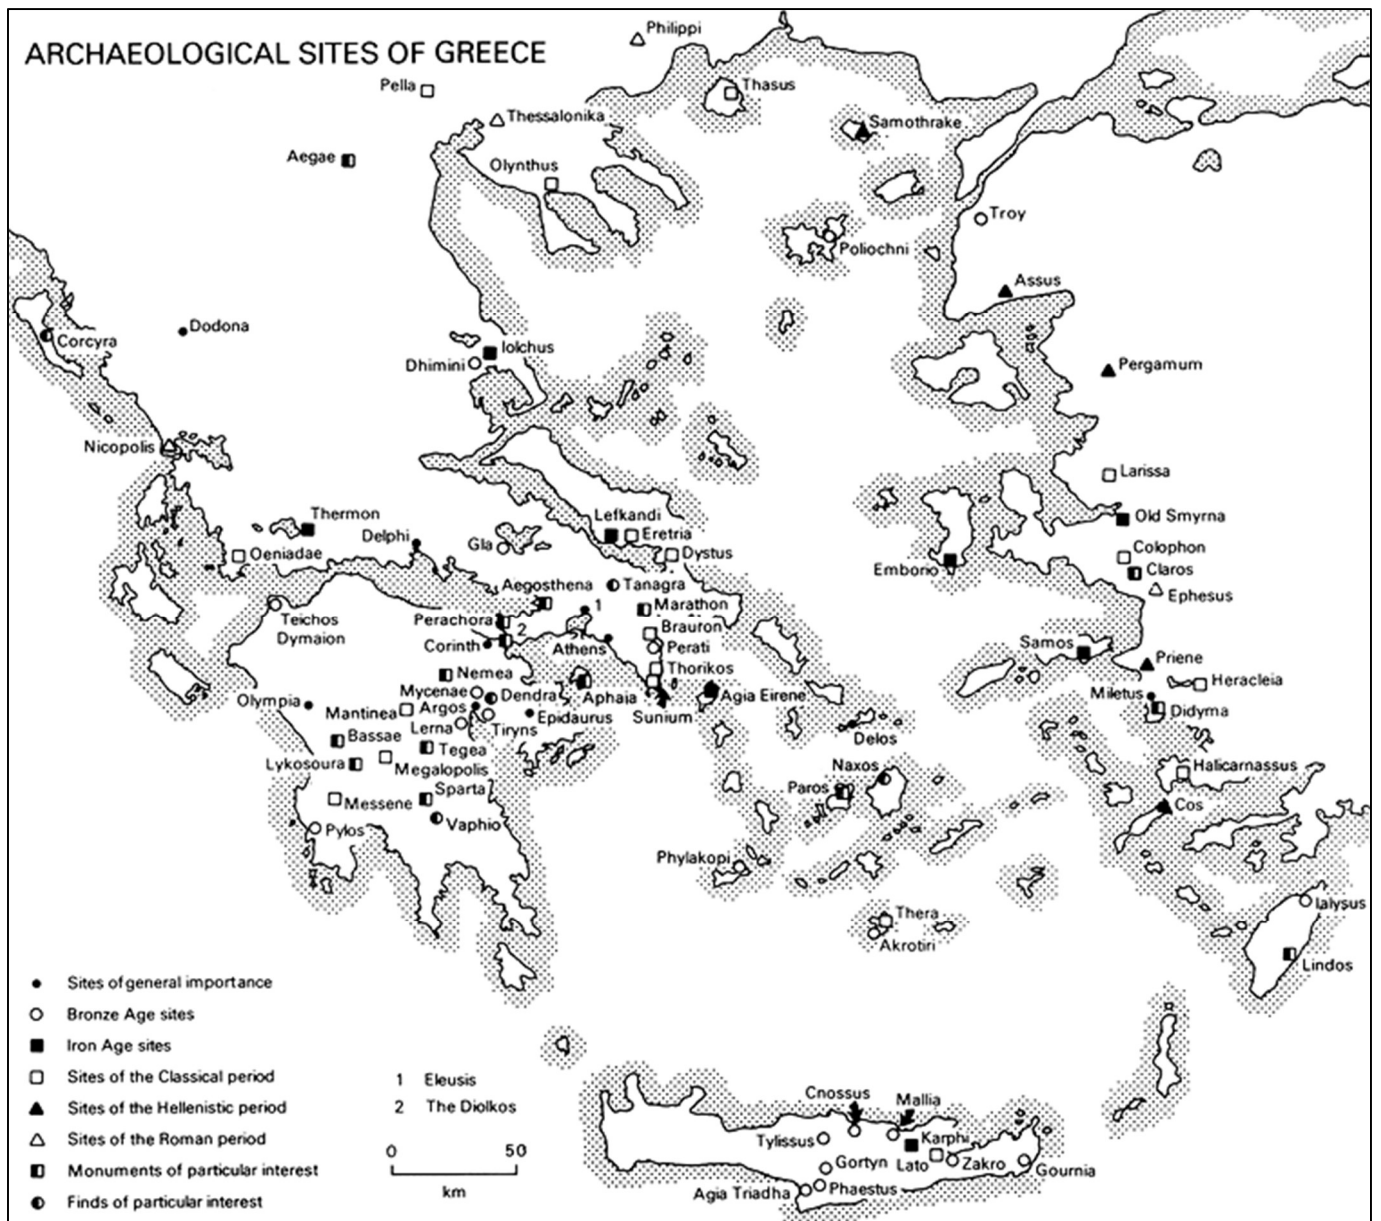 ARCHAEOLOGICAL SITES OF GREECE
Philippi
Pella
Thasus
Thessalonika
Samothrake
Aegae
Olynthus
Troy
Poliochni
Assus
Dodona
Corcyra
Iolchus
Dhimini
Pergamum
Nicopolis
Larissa
Thermon
Lefkandi
Old Smyrna
Delphi
Gla
Eretria
Oeniadae
Dystus
Colophon
Emborio
Claros
Aegosthena
Tanagra
Ephesus
1
Marathon
Teichos
Dymaion
Perachora
2
Brauron
Corinth
Athens
Perati
Samos
Priene
Nemea
Thorikos
Heracleia
Mycenae
Dendra
Aphaia
Agia Eirene
Miletus
Olympia
Mantinea
Argos
Epidaurus
Sunium
Didyma
Lerna
Tiryns
Bassae
Delos
Tegea
Lykosoura
Megalopolis
Naxos
Halicarnassus
Paros
Sparta
Messene
Cos
Vaphio
Pylos
Phylakopi
Ialysus
Thera
Akrotiri
Lindos
Sites of general importance
Bronze Age sites
Iron Age sites
Sites of the Classical period
Sites of the Hellenistic period
Sites of the Roman period
Monuments of particular interest
Finds of particular interest
1 Eleusis
2 The Diolkos
0 50
km
Cnossus
Mallia
Tylissus
Karphi
Gortyn
Lato
Zakro
Gournia
Agia Triadha
Phaestus